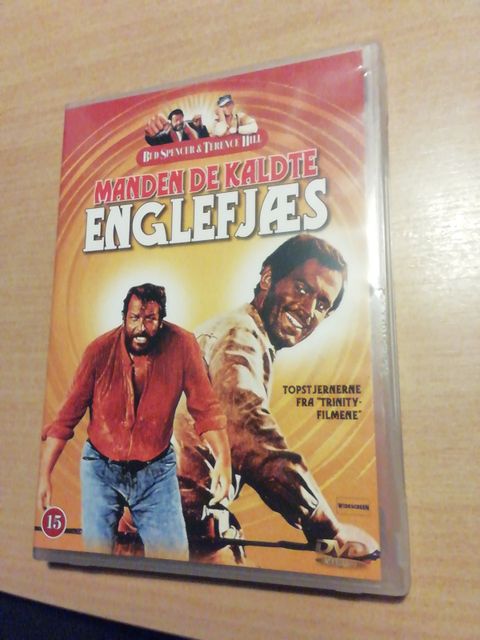 BUD SPENCER & TERENCE HILL
MANDEN DE KALDTE
ENGLEFJÆS
TOPSTJERNERNE
FRA "TRINITY-
FILMENE"
WIDESCREEN
15
DVD